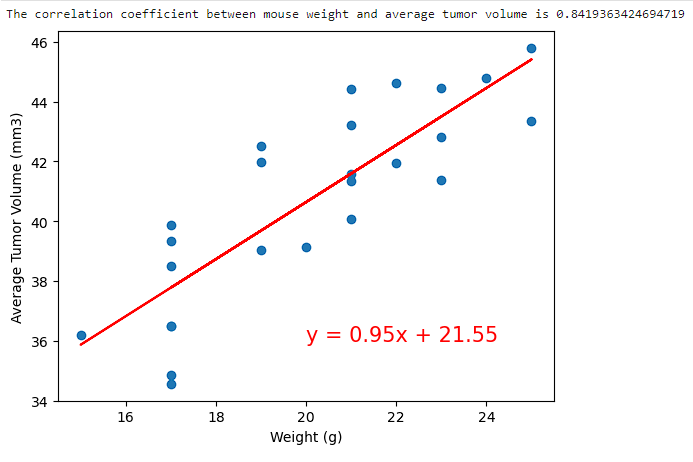 The correlation coefficient between mouse weight and average tumor volume is 0.8419363424694719
46
44
42
40
38
36
34
Average Tumor Volume (mm3)
y = 0.95x + 21.55
16 18 20 22 24
Weight (g)